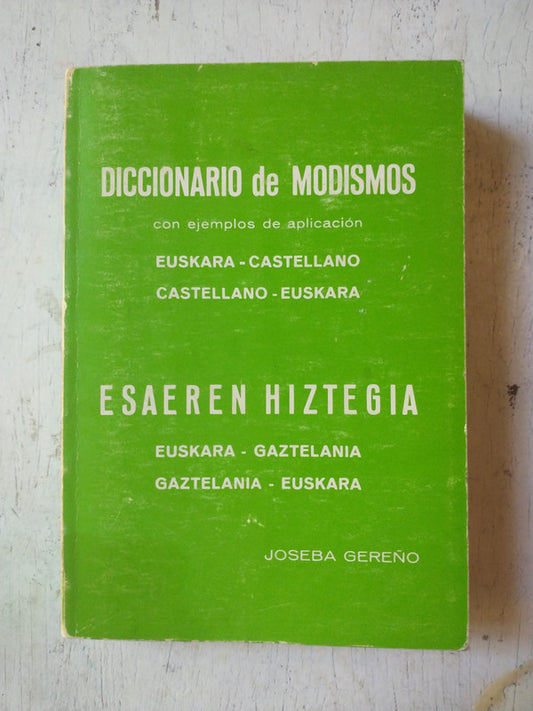 DICCIONARIO de MODISMOS
con ejemplos de aplicación
EUSKARA - CASTELLANO
CASTELLANO - EUSKARA
ESAEREN HIZTEGIA
EUSKARA - GAZTELANIA
GAZTELANIA - EUSKARA
JOSEBA GEREÑO